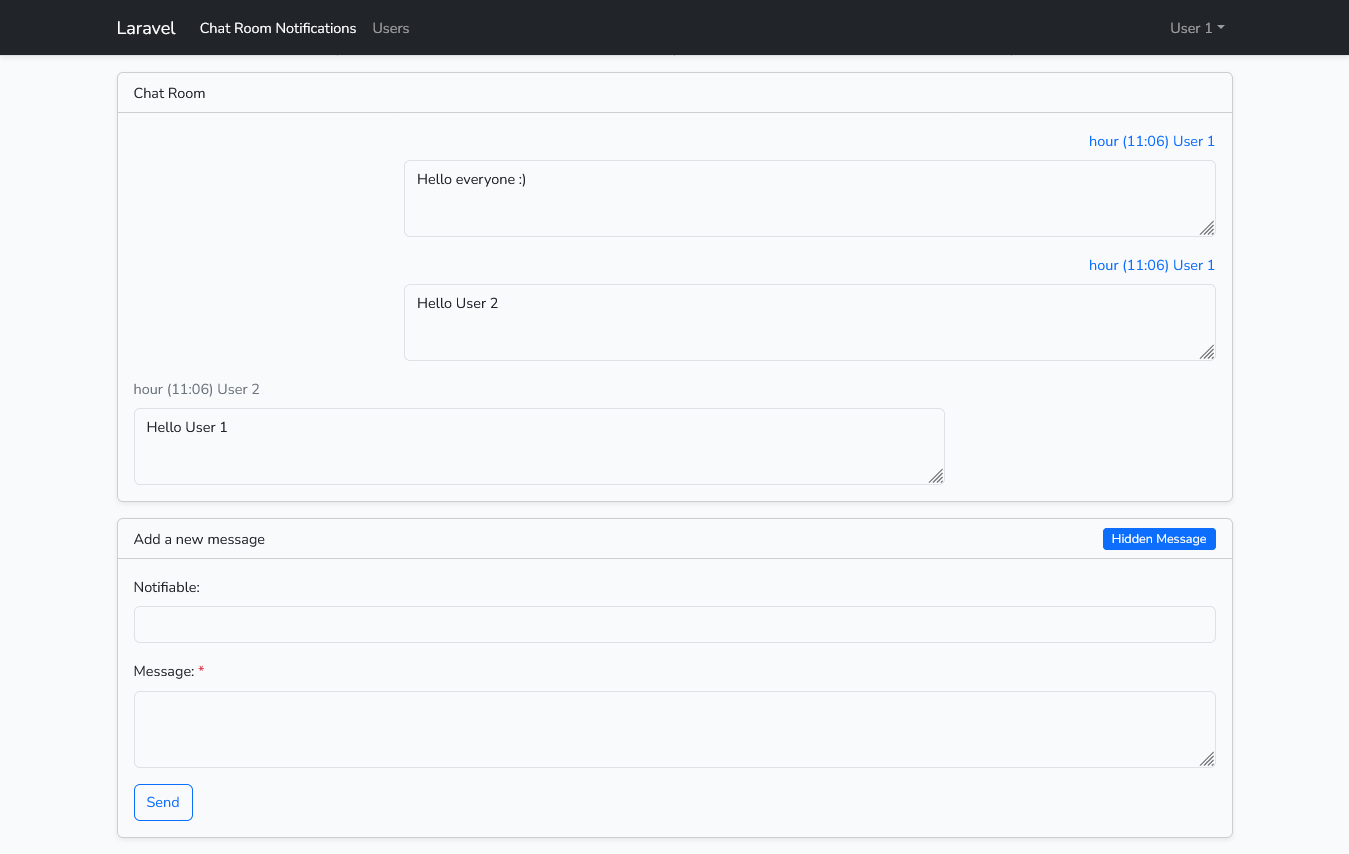 Laravel Chat Room Notifications Users User 1
Chat Room
hour (11:06) User 1
Hello everyone :)
hour (11:06) User 1
Hello User 2
hour (11:06) User 2
Hello User 1
Add a new message Hidden Message
Notifiable:
Message: *
Send